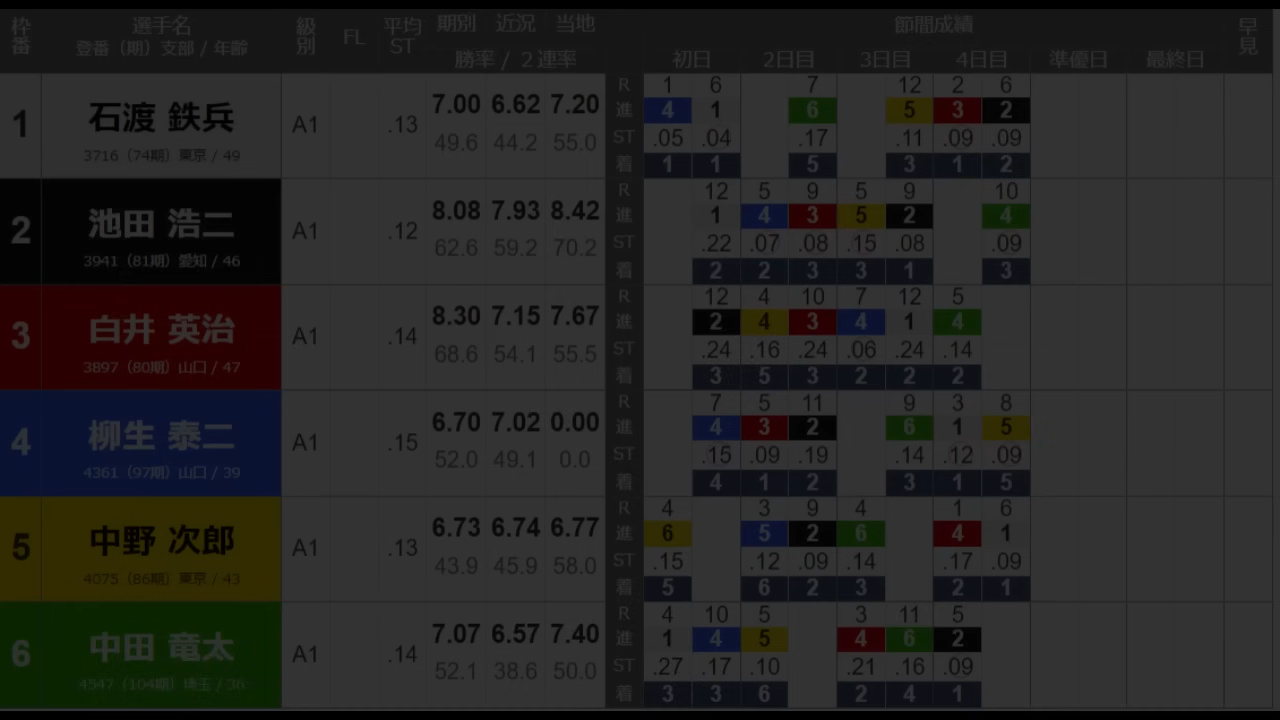 枠番 選手名 級別 FL 平均ST 期別 近況 当地 節間成績 早見
登番（期）支部 / 年齢 勝率 / 2連率 初日 2日目 3日目 4日目 準優日 最終日
1 石渡 鉄兵 A1 .13 7.00 6.62 7.20
3716（74期）東京 / 49 49.6 44.2 55.0
R 1 6 7 12 2 6
進 4 1 6 5 3 2
ST .05 .04 .17 .11 .09 .09
着 1 1 5 3 1 2
2 池田 浩二 A1 .12 8.08 7.93 8.42
3941（81期）愛知 / 46 62.6 59.2 70.2
R 12 5 9 5 9 10
進 1 4 3 5 2 4
ST .22 .07 .08 .15 .08 .09
着 2 2 3 3 1 3
3 白井 英治 A1 .14 8.30 7.15 7.67
3897（80期）山口 / 47 68.6 54.1 55.5
R 12 4 10 7 12 5
進 2 4 3 4 1 4
ST .24 .16 .24 .06 .24 .14
着 3 5 3 2 2 2
4 柳生 泰二 A1 .15 6.70 7.02 0.00
4361（97期）山口 / 39 52.0 49.1 0.0
R 7 5 11 9 3 8
進 4 3 2 6 1 5
ST .15 .09 .19 .14 .12 .09
着 4 1 2 3 1 5
5 中野 次郎 A1 .13 6.73 6.74 6.77
4075（86期）東京 / 43 43.9 45.9 58.0
R 4 3 9 4 1 6
進 6 5 2 6 4 1
ST .15 .12 .09 .14 .17 .09
着 5 6 2 3 2 1
6 中田 竜太 A1 .14 7.07 6.57 7.40
4547（104期）埼玉 / 36 52.1 38.6 50.0
R 4 10 5 3 11 5
進 1 4 5 4 6 2
ST .27 .17 .10 .21 .16 .09
着 3 3 6 2 4 1